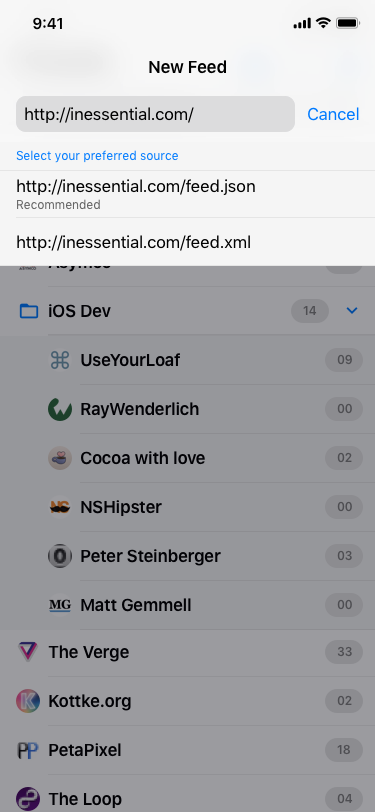 9:41
New Feed
http://inessential.com/
Cancel
Select your preferred source
http://inessential.com/feed.json
Recommended
http://inessential.com/feed.xml
iOS Dev
14
UseYourLoaf
09
RayWenderlich
00
Cocoa with love
02
NSHipster
00
Peter Steinberger
03
MG
Matt Gemmell
00
The Verge
33
Kottke.org
02
PetaPixel
18
The Loop
04